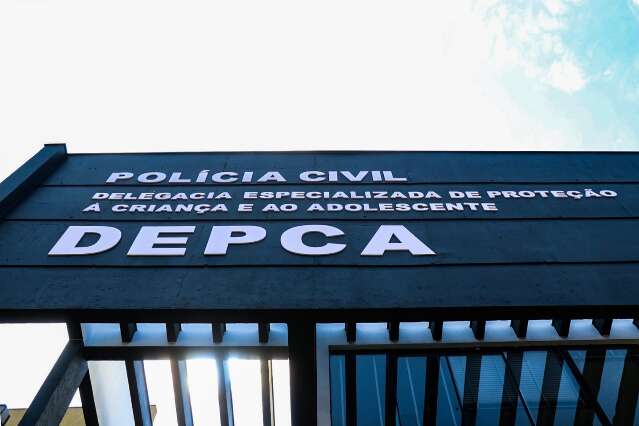 POLÍCIA CIVIL
DELEGACIA ESPECIALIZADA DE PROTEÇÃO
À CRIANÇA E AO ADOLESCENTE
DEPCA